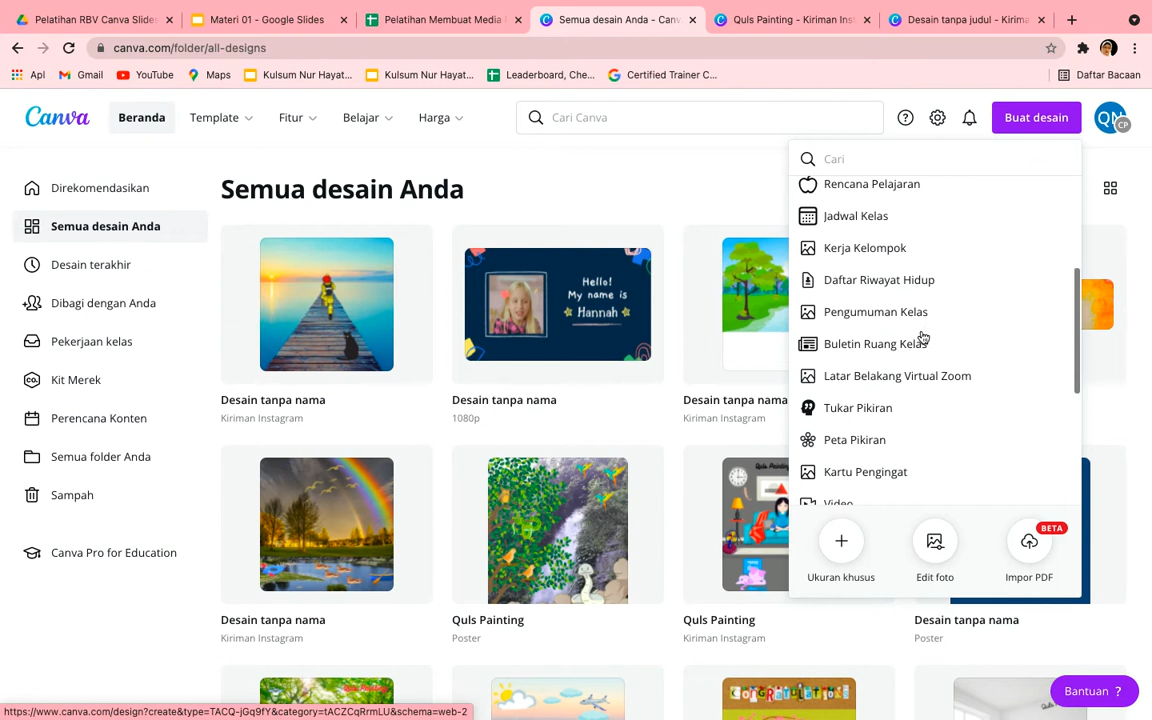 Pelatihan RBV Canva Slides
Materi 01 - Google Slides
Pelatihan Membuat Media
Semua desain Anda - Canv
Quls Painting - Kiriman Inst
Desain tanpa judul - Kirima
canva.com/folder/all-designs
Apl
Gmail
YouTube
Maps
Kulsum Nur Hayat...
Kulsum Nur Hayat...
Leaderboard, Che...
Certified Trainer C...
Daftar Bacaan
Canva
Beranda
Template
Fitur
Belajar
Harga
Cari Canva
Buat desain
QN
CP
Direkomendasikan
Semua desain Anda
Desain terakhir
Dibagi dengan Anda
Pekerjaan kelas
Kit Merek
Perencana Konten
Semua folder Anda
Sampah
Canva Pro for Education
Semua desain Anda
Hello!
My name is
Hannah
Desain tanpa nama
Kiriman Instagram
Desain tanpa nama
1080p
Desain tanpa nama
Kiriman Instagram
Quls Painting
Desain tanpa nama
Kiriman Instagram
Quls Painting
Poster
Quls Painting
Kiriman Instagram
Desain tanpa nama
Poster
CONGRATULATIONS
Cari
Rencana Pelajaran
Jadwal Kelas
Kerja Kelompok
Daftar Riwayat Hidup
Pengumuman Kelas
Buletin Ruang Kelas
Latar Belakang Virtual Zoom
Tukar Pikiran
Peta Pikiran
Kartu Pengingat
Video
BETA
Ukuran khusus
Edit foto
Impor PDF
Bantuan ?
https://www.canva.com/design?create&type=TACQ-jGq9fY&category=tACZCqRrmLU&schema=web-2